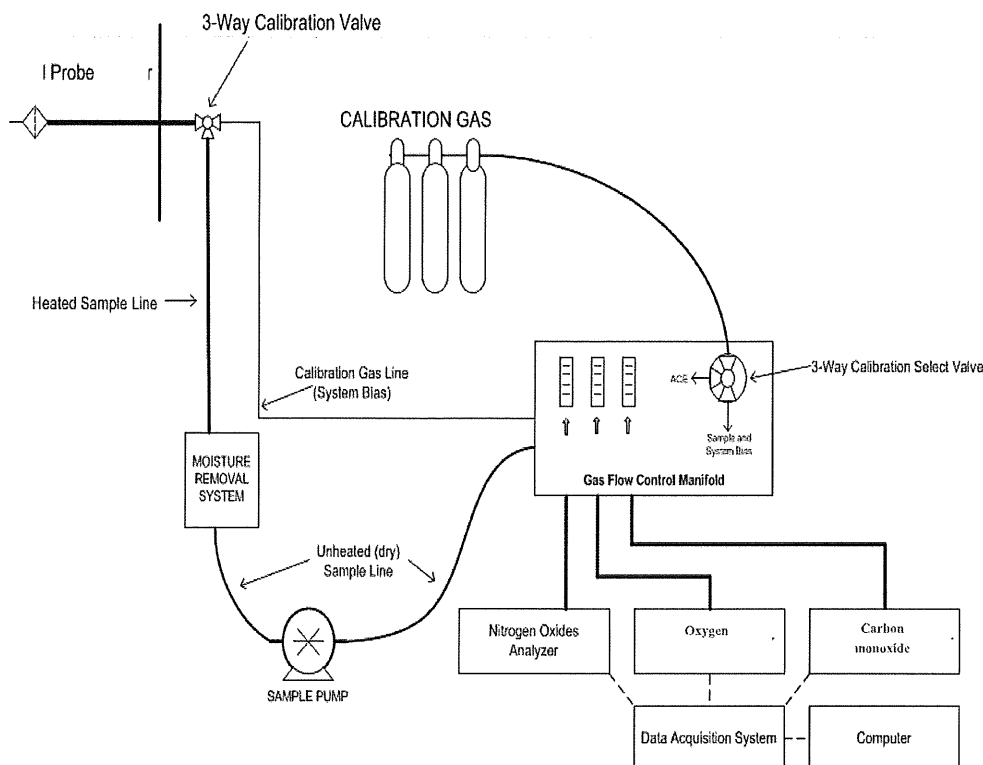 3-Way Calibration Valve
I Probe r
CALIBRATION GAS
Heated Sample Line
Calibration Gas Line
(System Bias)
ACE
3-Way Calibration Select Valve
Sample and
System Bias
Gas Flow Control Manifold
MOISTURE
REMOVAL
SYSTEM
Unheated (dry)
Sample Line
SAMPLE PUMP
Nitrogen Oxides
Analyzer
Oxygen
Carbon
monoxide
Data Acquisition System
Computer